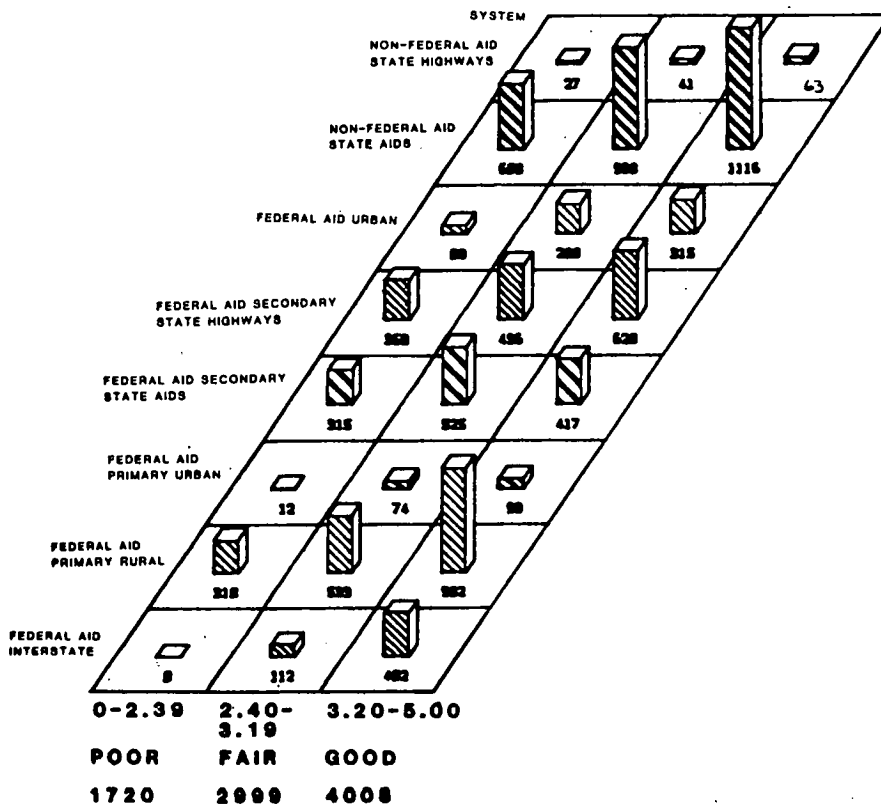 SYSTEM
NON-FEDERAL AID
STATE HIGHWAYS
27 41 63
NON-FEDERAL AID
STATE AIDS
1116
FEDERAL AID URBAN
315
FEDERAL AID SECONDARY
STATE HIGHWAYS
FEDERAL AID SECONDARY
STATE AIDS
315 525 417
FEDERAL AID
PRIMARY URBAN
12 74
FEDERAL AID
PRIMARY RURAL
FEDERAL AID
INTERSTATE
112
0-2.39 2.40-3.19 3.20-5.00
POOR FAIR GOOD
1720 2999 4008